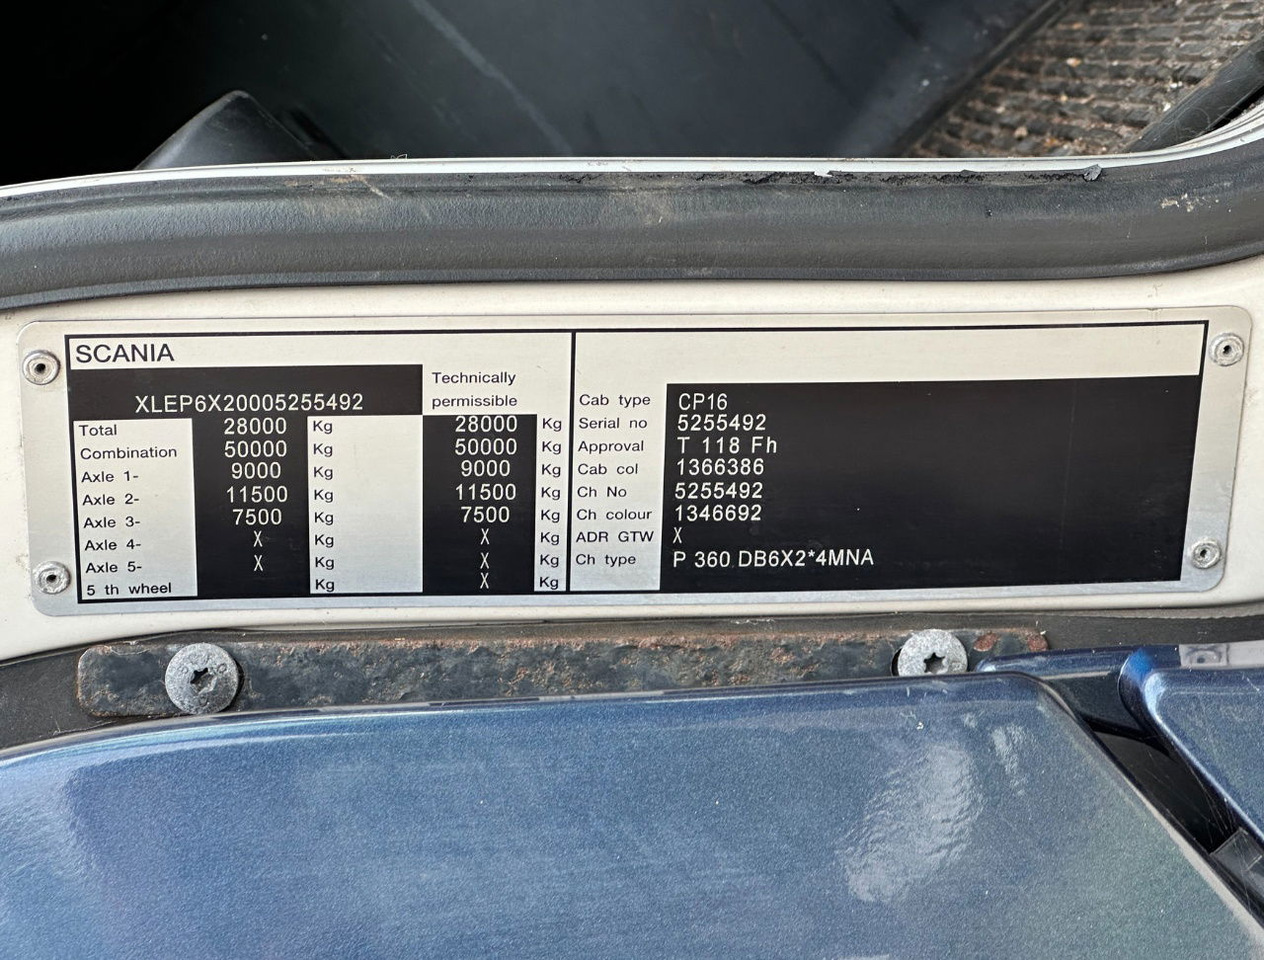 SCANIA
XLEP6X20005255492
Technically
permissible
Total 28000 Kg 28000 Kg
Combination 50000 Kg 50000 Kg
Axle 1- 9000 Kg 9000 Kg
Axle 2- 11500 Kg 11500 Kg
Axle 3- 7500 Kg 7500 Kg
Axle 4- X Kg X Kg
Axle 5- X Kg X Kg
5 th wheel Kg X Kg
Cab type CP16
Serial no 5255492
Approval T 118 Fh
Cab col 1366386
Ch No 5255492
Ch colour 1346692
ADR GTW X
Ch type P 360 DB6X2*4MNA